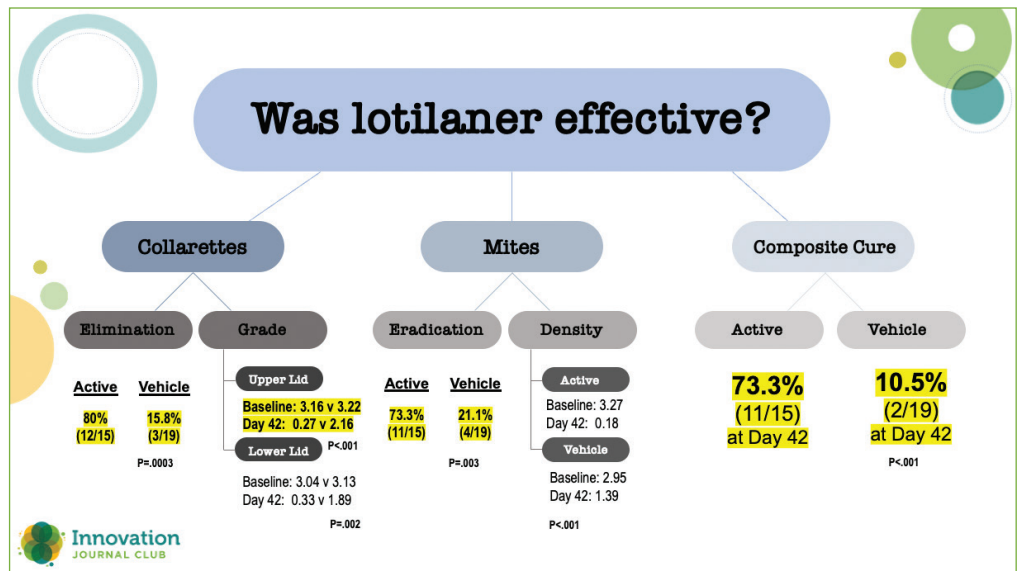 Was lotilaner effective?
Collarettes
Elimination
Active Vehicle
80% 15.8%
(12/15) (3/19)
P=.0003
Grade
Upper Lid
Baseline: 3.16 v 3.22
Day 42: 0.27 v 2.16
P<.001
Lower Lid
Baseline: 3.04 v 3.13
Day 42: 0.33 v 1.89
P=.002
Mites
Eradication
Active Vehicle
73.3% 21.1%
(11/15) (4/19)
P=.003
Density
Active
Baseline: 3.27
Day 42: 0.18
Vehicle
Baseline: 2.95
Day 42: 1.39
P<.001
Composite Cure
Active
73.3%
(11/15)
at Day 42
Vehicle
10.5%
(2/19)
at Day 42
P<.001
Innovation
JOURNAL CLUB